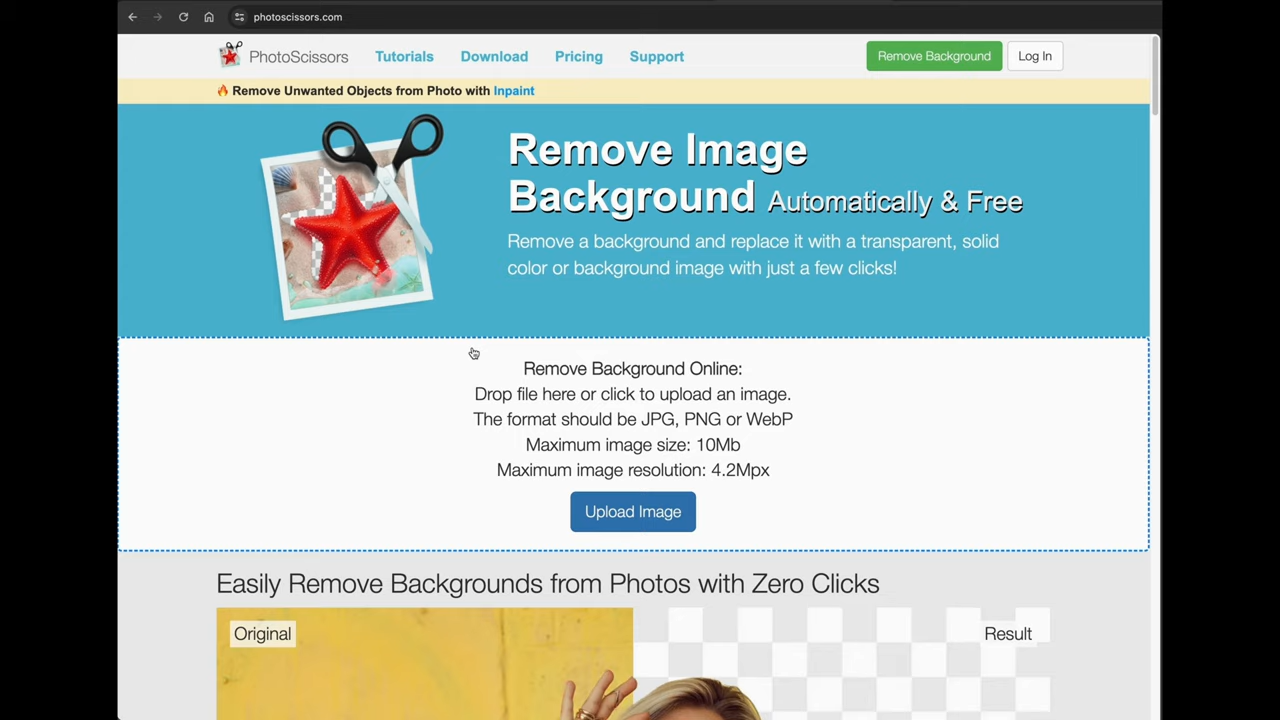 photoscissors.com
PhotoScissors Tutorials Download Pricing Support Remove Background Log In
Remove Unwanted Objects from Photo with Inpaint
Remove Image
Background Automatically & Free
Remove a background and replace it with a transparent, solid
color or background image with just a few clicks!
Remove Background Online:
Drop file here or click to upload an image.
The format should be JPG, PNG or WebP
Maximum image size: 10Mb
Maximum image resolution: 4.2Mpx
Upload Image
Easily Remove Backgrounds from Photos with Zero Clicks
Original Result